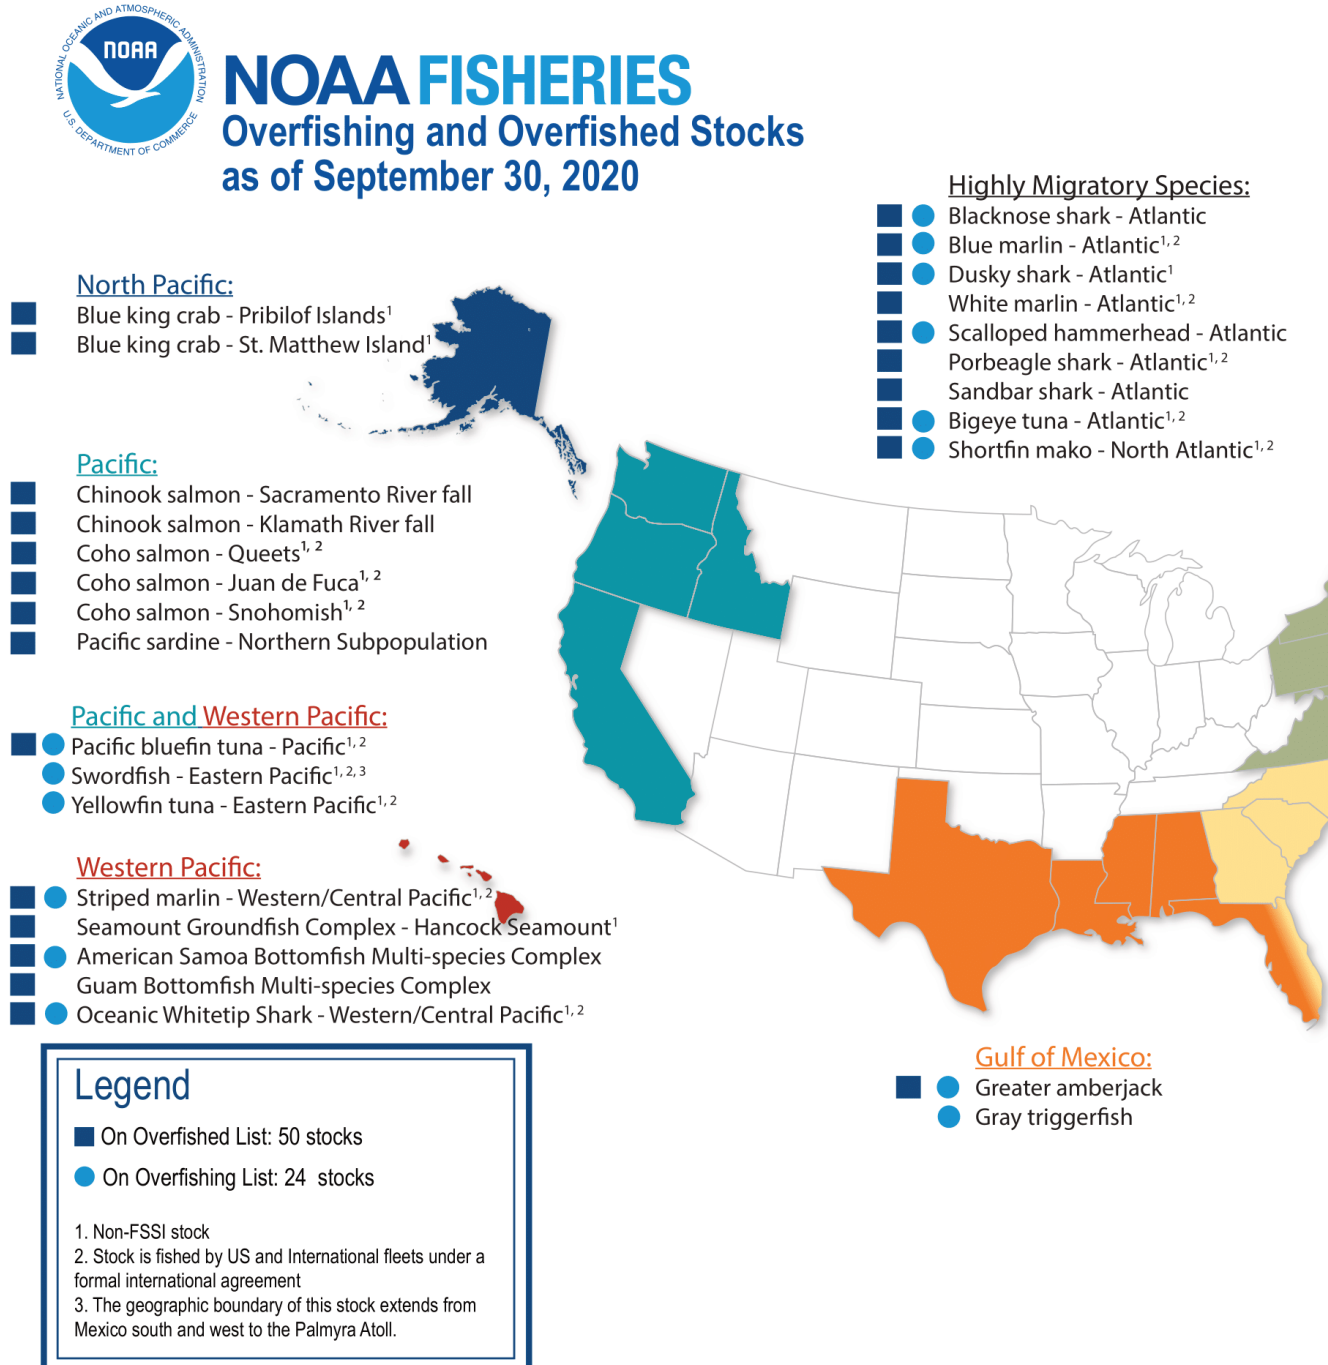 NATIONAL OCEANIC AND ATMOSPHERIC ADMINISTRATION
U.S. DEPARTMENT OF COMMERCE
NOAA
NOAA FISHERIES
Overfishing and Overfished Stocks
as of September 30, 2020
Highly Migratory Species:
Blacknose shark - Atlantic
Blue marlin - Atlantic¹, ²
Dusky shark - Atlantic¹
White marlin - Atlantic¹, ²
Scalloped hammerhead - Atlantic
Porbeagle shark - Atlantic¹, ²
Sandbar shark - Atlantic
Bigeye tuna - Atlantic¹, ²
Shortfin mako - North Atlantic¹, ²
North Pacific:
Blue king crab - Pribilof Islands¹
Blue king crab - St. Matthew Island¹
Pacific:
Chinook salmon - Sacramento River fall
Chinook salmon - Klamath River fall
Coho salmon - Queets¹, ²
Coho salmon - Juan de Fuca¹, ²
Coho salmon - Snohomish¹, ²
Pacific sardine - Northern Subpopulation
Pacific and Western Pacific:
Pacific bluefin tuna - Pacific¹, ²
Swordfish - Eastern Pacific¹, ², ³
Yellowfin tuna - Eastern Pacific¹, ²
Western Pacific:
Striped marlin - Western/Central Pacific¹, ²
Seamount Groundfish Complex - Hancock Seamount¹
American Samoa Bottomfish Multi-species Complex
Guam Bottomfish Multi-species Complex
Oceanic Whitetip Shark - Western/Central Pacific¹, ²
Gulf of Mexico:
Greater amberjack
Gray triggerfish
Legend
On Overfished List: 50 stocks
On Overfishing List: 24 stocks
1. Non-FSSI stock
2. Stock is fished by US and International fleets under a
formal international agreement
3. The geographic boundary of this stock extends from
Mexico south and west to the Palmyra Atoll.